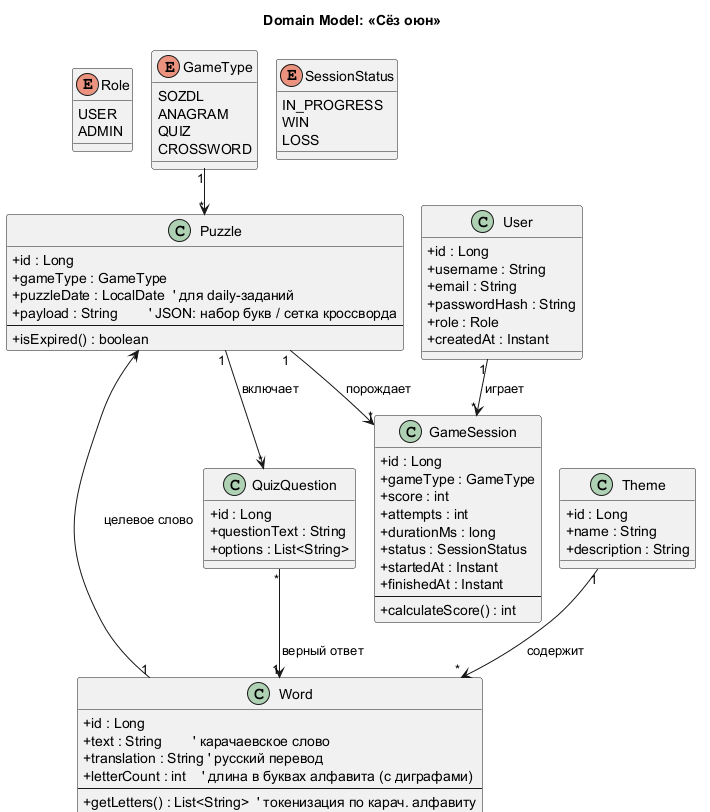 Domain Model: «Сёз оюн»
E Role
USER
ADMIN
E GameType
SOZDL
ANAGRAM
QUIZ
CROSSWORD
E SessionStatus
IN_PROGRESS
WIN
LOSS
1
*
C Puzzle
+id : Long
+gameType : GameType
+puzzleDate : LocalDate ' для daily-заданий
+payload : String ' JSON: набор букв / сетка кроссворда
+isExpired() : boolean
C User
+id : Long
+username : String
+email : String
+passwordHash : String
+role : Role
+createdAt : Instant
1
включает
*
1
порождает
*
1
играет
*
C QuizQuestion
+id : Long
+questionText : String
+options : List<String>
C GameSession
+id : Long
+gameType : GameType
+score : int
+attempts : int
+durationMs : long
+status : SessionStatus
+startedAt : Instant
+finishedAt : Instant
+calculateScore() : int
C Theme
+id : Long
+name : String
+description : String
целевое слово
1
*
верный ответ
1
1
содержит
*
C Word
+id : Long
+text : String ' карачаевское слово
+translation : String ' русский перевод
+letterCount : int ' длина в буквах алфавита (с диграфами)
+getLetters() : List<String> ' токенизация по карач. алфавиту